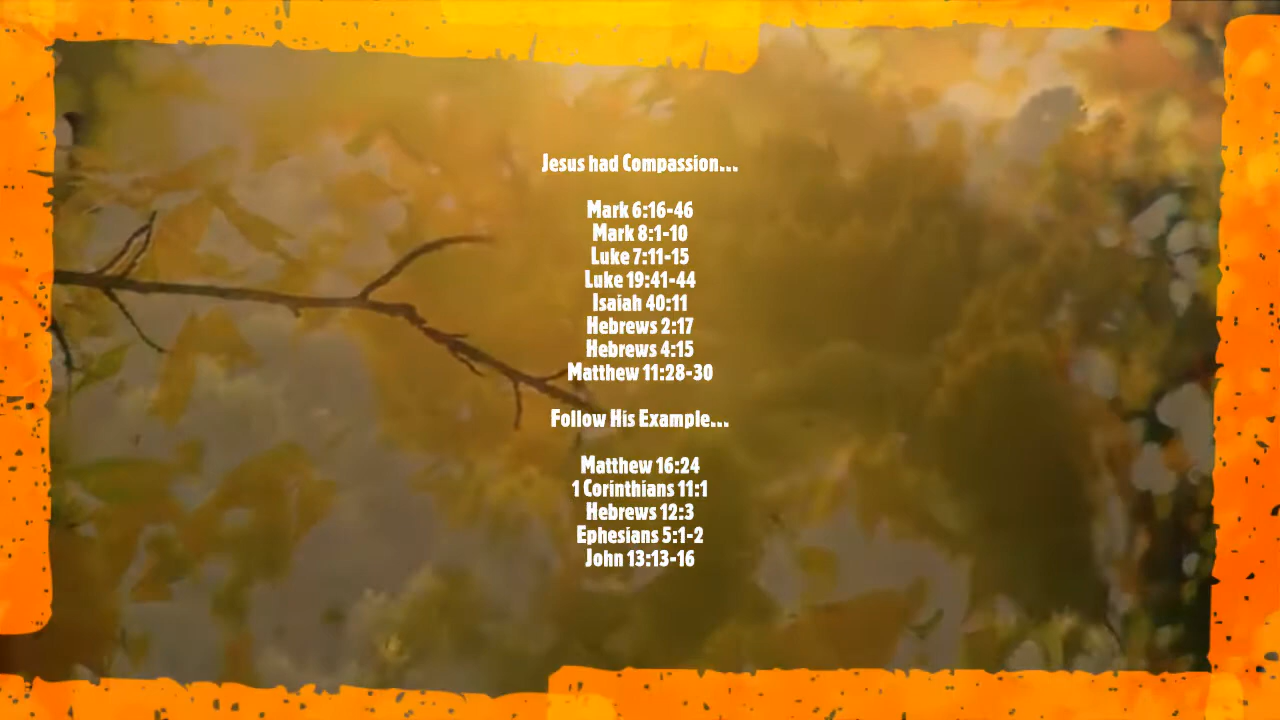 Jesus had Compassion...
Mark 6:16-46
Mark 8:1-10
Luke 7:11-15
Luke 19:41-44
Isaiah 40:11
Hebrews 2:17
Hebrews 4:15
Matthew 11:28-30
Follow His Example...
Matthew 16:24
1 Corinthians 11:1
Hebrews 12:3
Ephesians 5:1-2
John 13:13-16